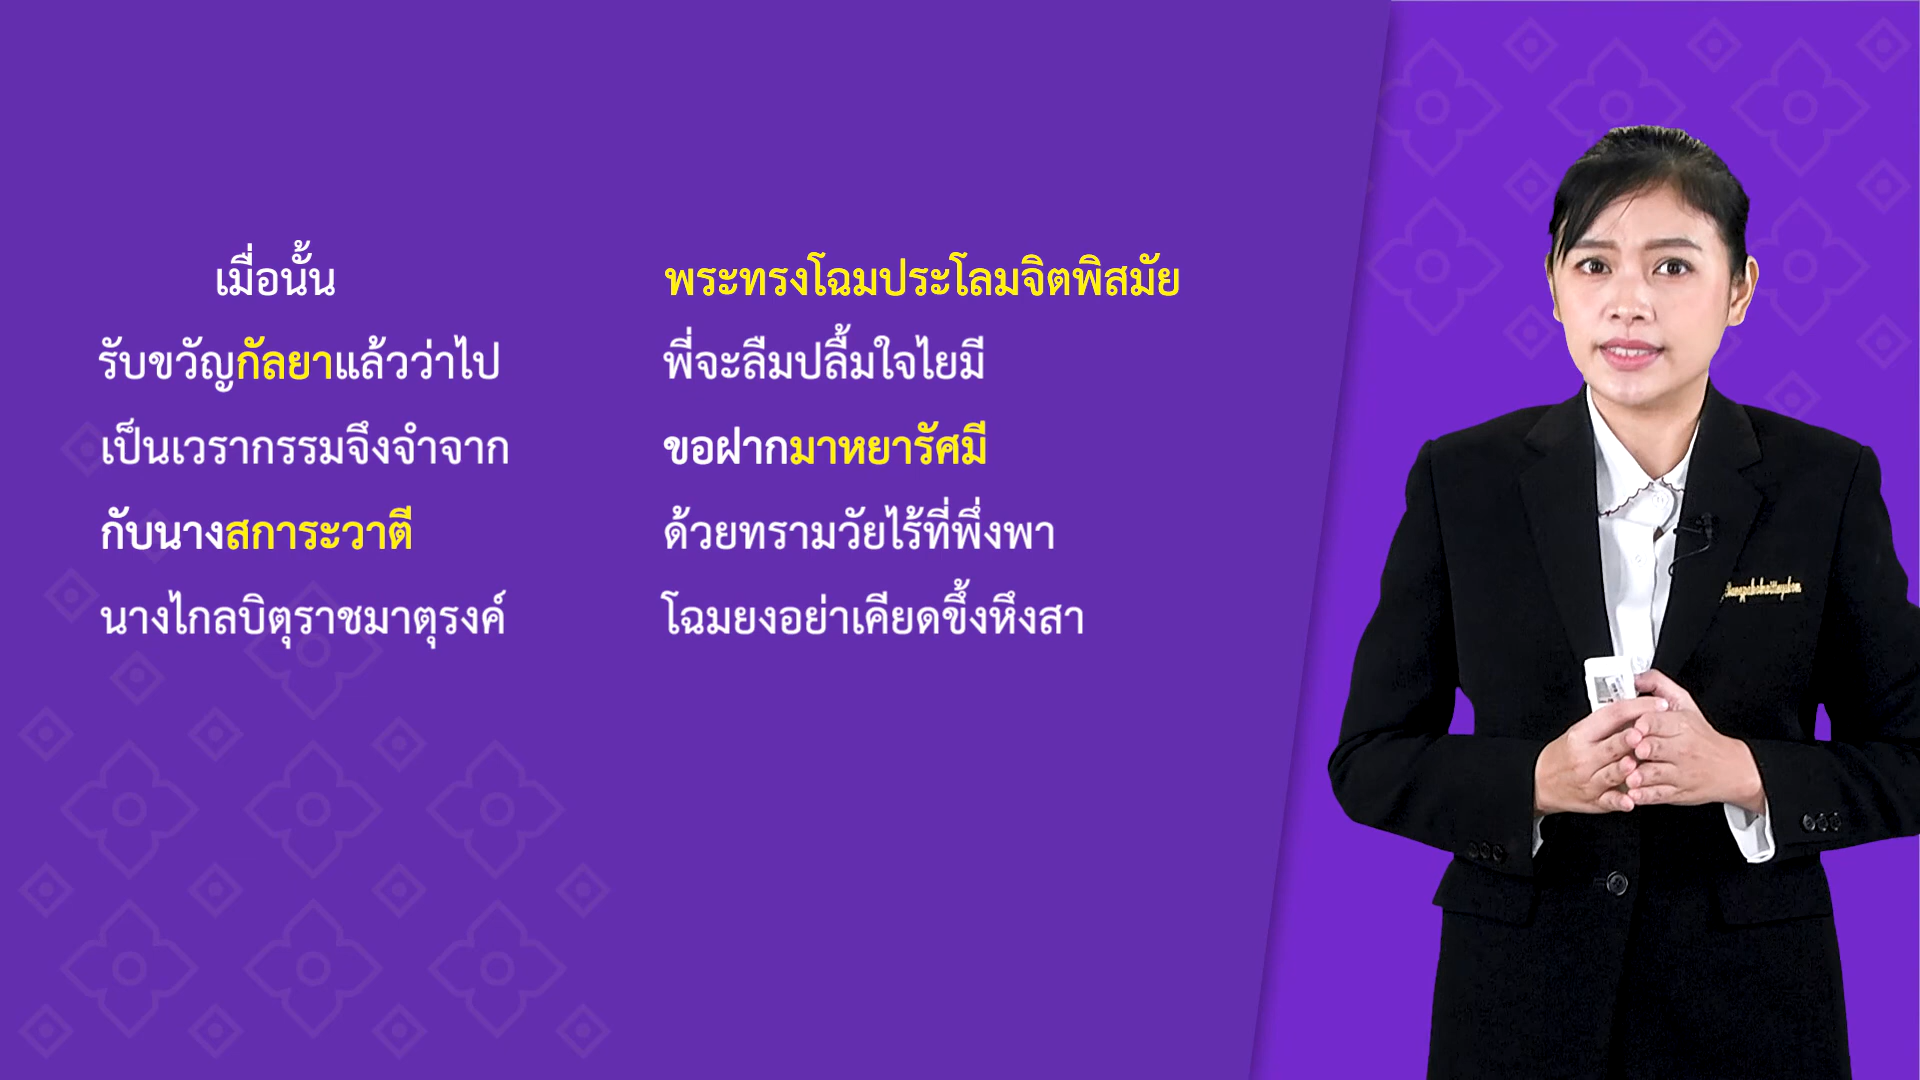 เมื่อนั้น พระทรงโฉมประโลมจิตพิสมัย
รับขวัญกัลยาแล้วว่าไป พี่จะลืมปลื้มใจไยมี
เป็นเวรากรรมจึงจำจาก ขอฝากมาหยารัศมี
กับนางสการะวาตี ด้วยทรามวัยไร้ที่พึ่งพา
นางไกลบิตุราชมาตุรงค์ โฉมยงอย่าเคียดขึ้งหึงสา